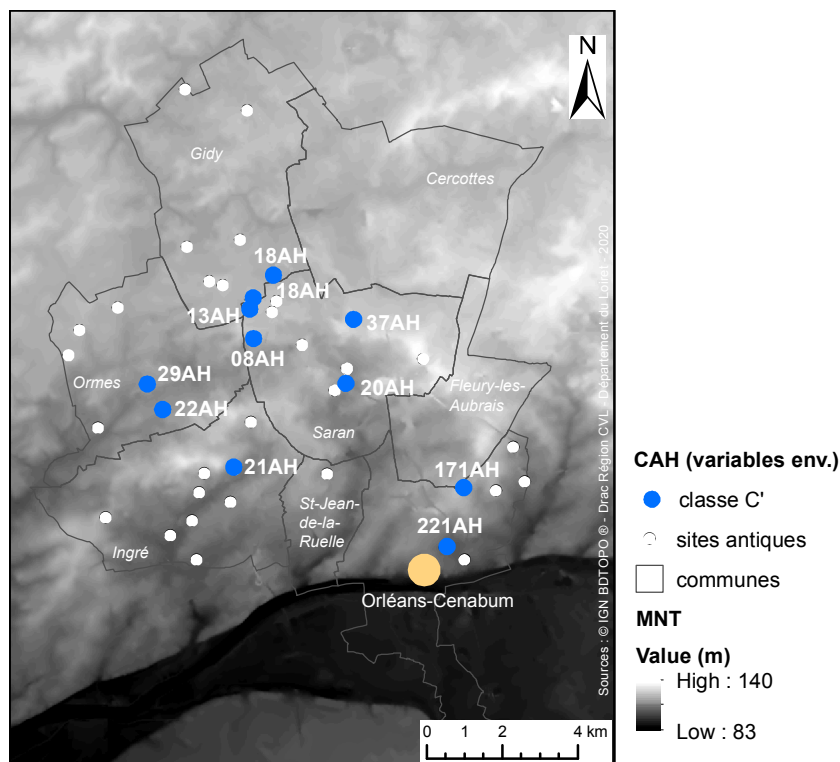 N
Gidy
Cercottes
18AH
18AH
13AH
37AH
08AH
29AH
Ormes
20AH
22AH
Fleury-les-
Aubrais
Saran
21AH
171AH
St-Jean-
de-la-
Ruelle
221AH
Ingré
Orléans-Cenabum
Sources : © IGN BDTOPO ® - Drac Région CVL - Département du Loiret - 2020
0 2 4 km
CAH (variables env.)
classe C'
sites antiques
communes
MNT
Value (m)
High : 140
Low : 83